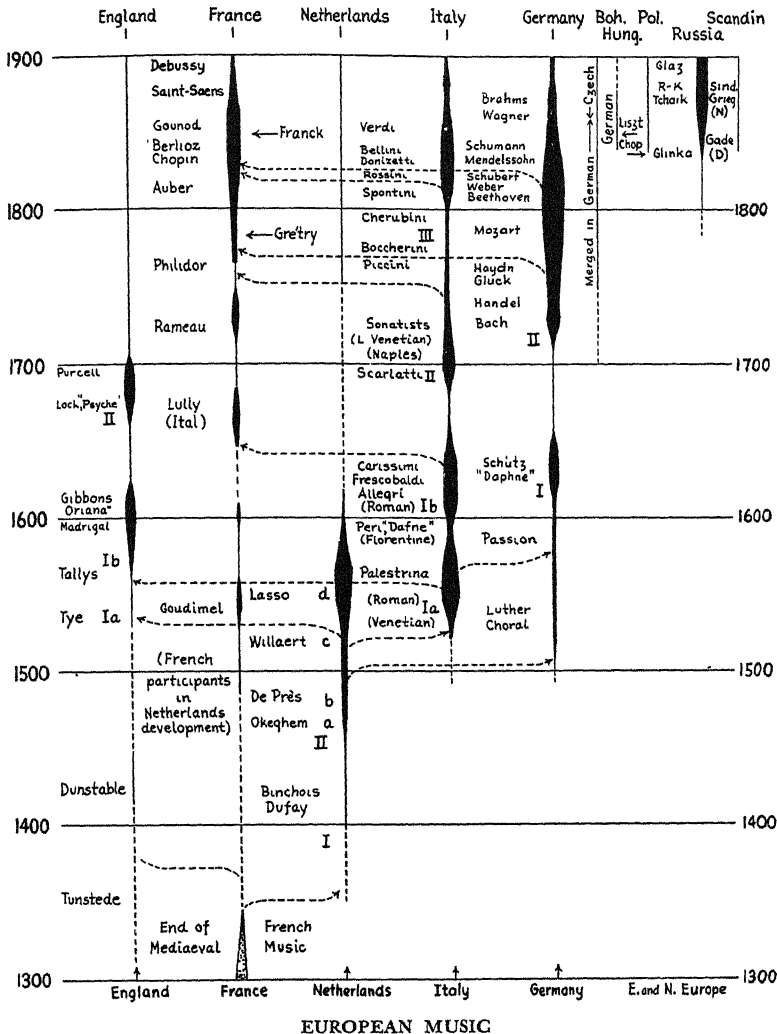 England France Netherlands Italy Germany Boh. Pol. Scandin
Hung. Russia
1900
Debussy
Saint-Saens
Gounod
Berlioz
Chopin
Auber
←Franck
Verdi
Bellini
Donizetti
Rossini
Spontini
Brahms
Wagner
Schumann
Mendelssohn
Schubert
Weber
Beethoven
Merged in German →Czech
German
Liszt
Chop
Glaz
R-K
Tchaik
Glinka
Sind.
Grieg
(N)
Gade
(D)
1800 1800
Philidor
Rameau
←Grétry
Cherubini
III
Boccherini
Piccini
Sonatists
(L Venetian)
(Naples)
Mozart
Haydn
Gluck
Handel
Bach
II
1700 1700
Purcell
Lock, "Psyche"
II
Lully
(Ital)
Scarlatti II
Carissimi
Frescobaldi
Allegri
(Roman) Ib
Schütz
"Daphne"
I
Gibbons
Oriana"
1600 1600
Madrigal
Ib
Tallys
Tye Ia
Goudimel
Lasso d
Willaert c
Peri, "Dafne"
(Florentine)
Palestrina
(Roman)
Ia
(Venetian)
Passion
Luther
Choral
1500 1500
(French
participants
in
Netherlands
development)
De Près b
Okeghem a
II
Dunstable
Binchois
Dufay
1400 1400
I
Tunstede
End of
Mediaeval
French
Music
1300 1300
England France Netherlands Italy Germany E. and N. Europe
EUROPEAN MUSIC